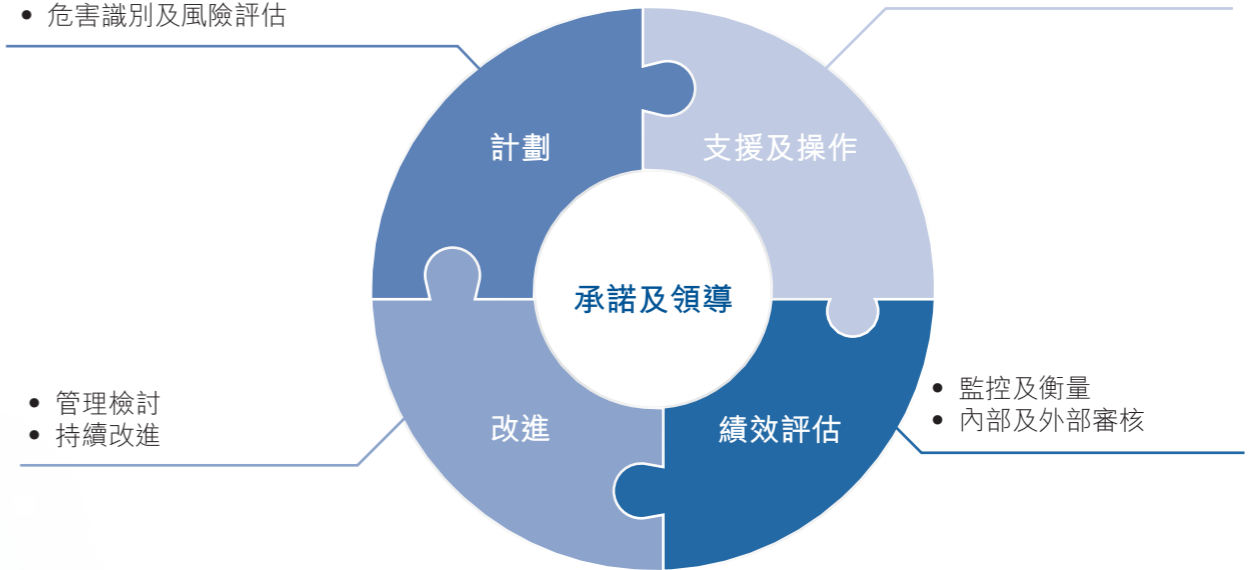 • 危害識別及風險評估
計劃
支援及操作
承諾及領導
• 管理檢討
• 持續改進
改進
績效評估
• 監控及衡量
• 內部及外部審核